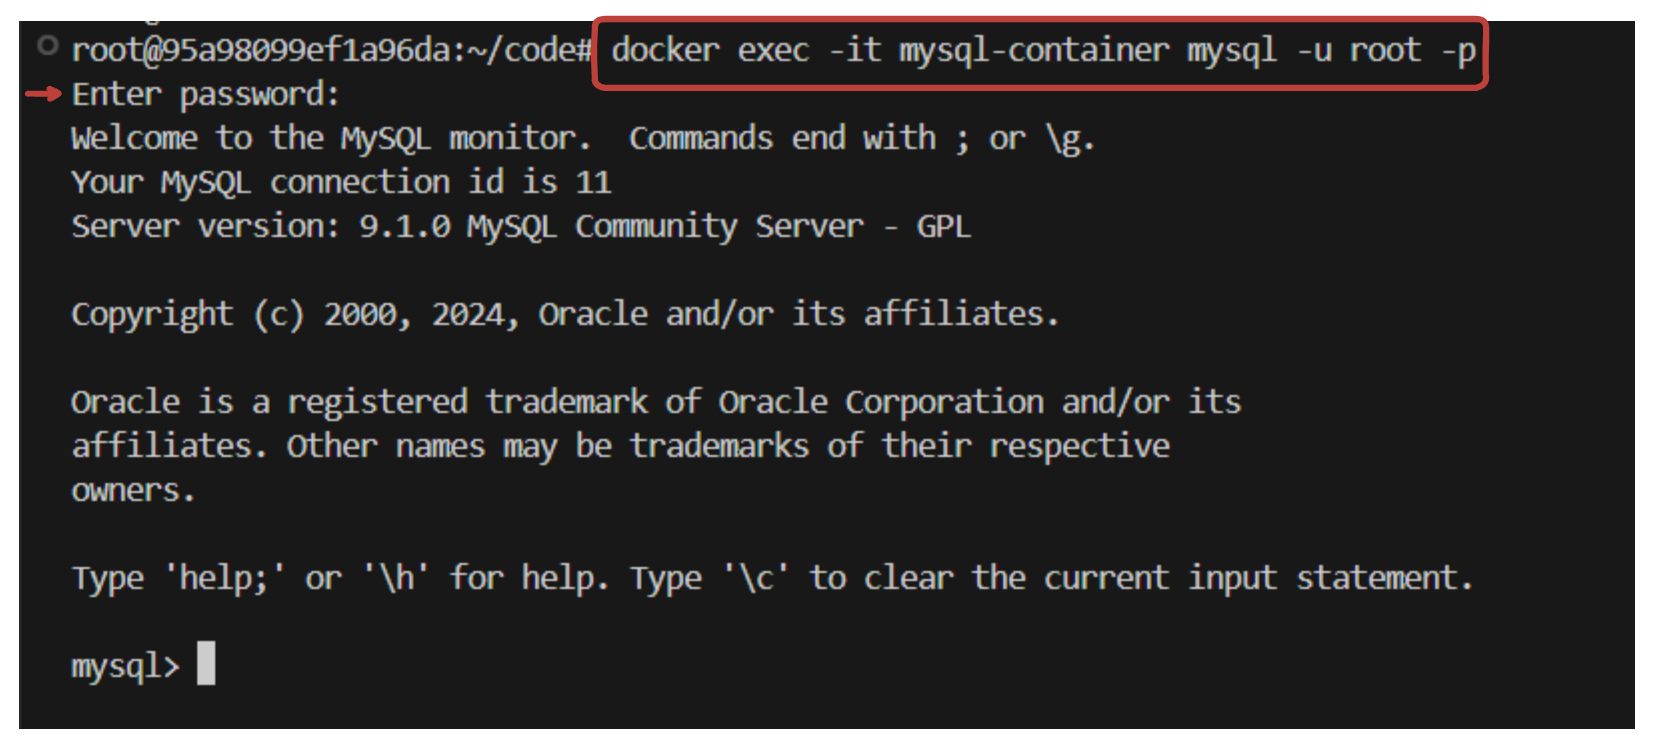 root@95a98099ef1a96da:~/code# docker exec -it mysql-container mysql -u root -p
Enter password:
Welcome to the MySQL monitor.  Commands end with ; or \g.
Your MySQL connection id is 11
Server version: 9.1.0 MySQL Community Server - GPL
Copyright (c) 2000, 2024, Oracle and/or its affiliates.
Oracle is a registered trademark of Oracle Corporation and/or its
affiliates. Other names may be trademarks of their respective
owners.
Type 'help;' or '\h' for help. Type '\c' to clear the current input statement.
mysql>